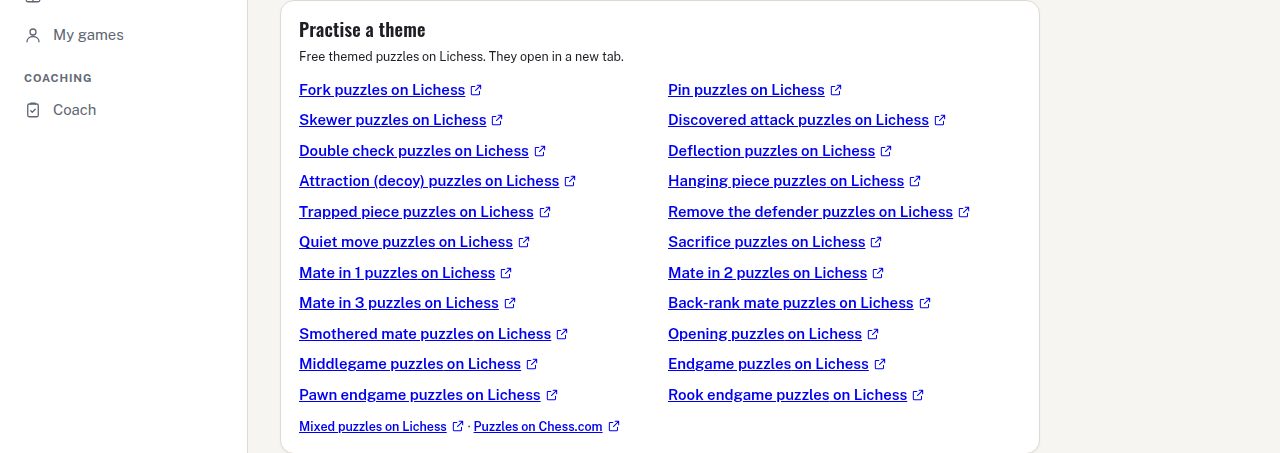 My games
COACHING
Coach
Practise a theme
Free themed puzzles on Lichess. They open in a new tab.
Fork puzzles on Lichess
Pin puzzles on Lichess
Skewer puzzles on Lichess
Discovered attack puzzles on Lichess
Double check puzzles on Lichess
Deflection puzzles on Lichess
Attraction (decoy) puzzles on Lichess
Hanging piece puzzles on Lichess
Trapped piece puzzles on Lichess
Remove the defender puzzles on Lichess
Quiet move puzzles on Lichess
Sacrifice puzzles on Lichess
Mate in 1 puzzles on Lichess
Mate in 2 puzzles on Lichess
Mate in 3 puzzles on Lichess
Back-rank mate puzzles on Lichess
Smothered mate puzzles on Lichess
Opening puzzles on Lichess
Middlegame puzzles on Lichess
Endgame puzzles on Lichess
Pawn endgame puzzles on Lichess
Rook endgame puzzles on Lichess
Mixed puzzles on Lichess · Puzzles on Chess.com